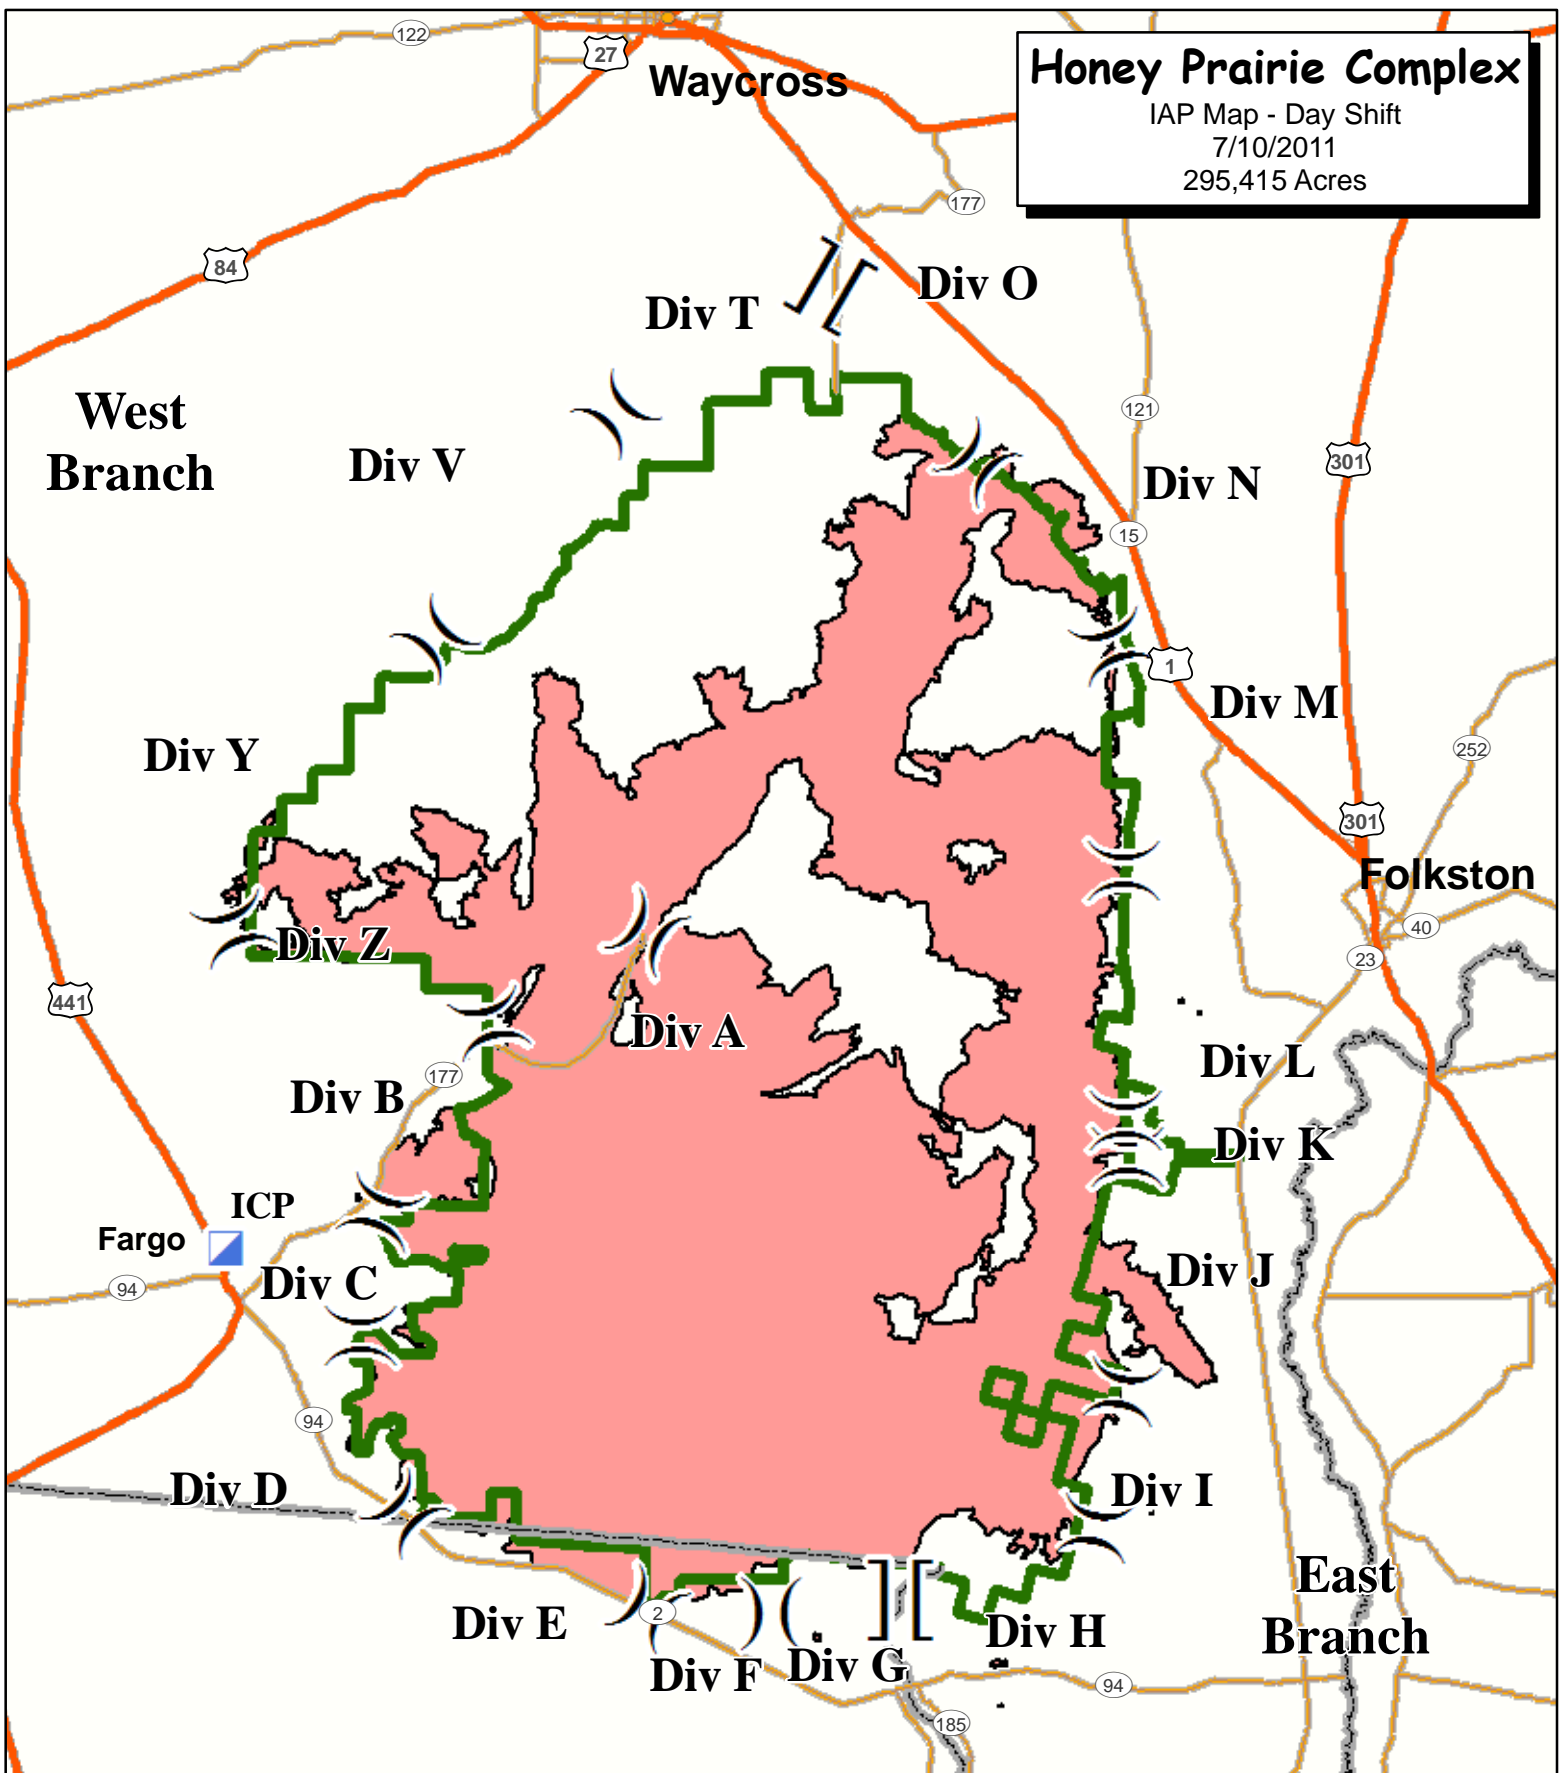 Honey Prairie Complex
IAP Map - Day Shift
7/10/2011
295,415 Acres
122
27
Waycross
177
84
Div O
Div T
West
Branch
121
Div V
301
Div N
15
1
Div M
Div Y
252
301
Folkston
40
Div Z
23
441
Div A
Div L
177
Div B
Div K
ICP
Fargo
Div J
94
Div C
94
Div D
Div I
East
Branch
Div E
2
Div H
Div F
Div G
94
185